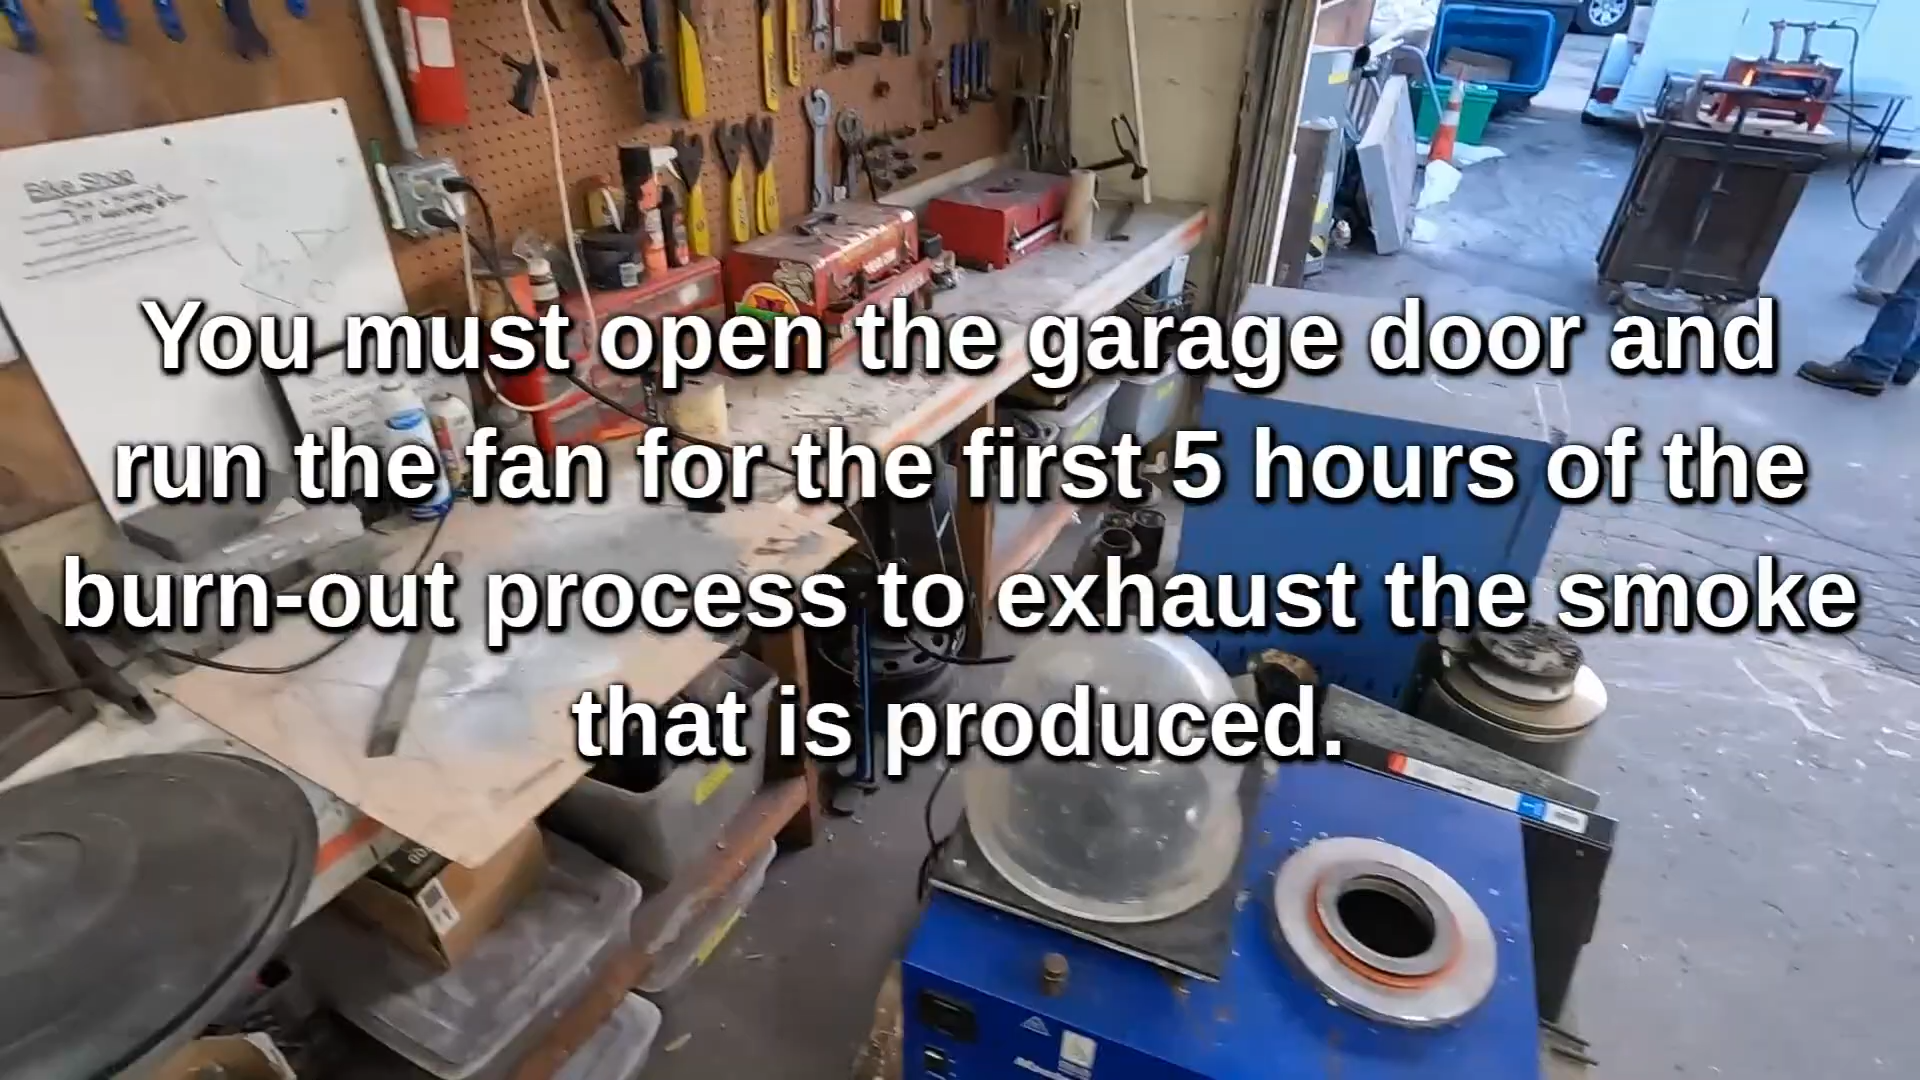 Bike Shop
You must open the garage door and
run the fan for the first 5 hours of the
burn-out process to exhaust the smoke
that is produced.